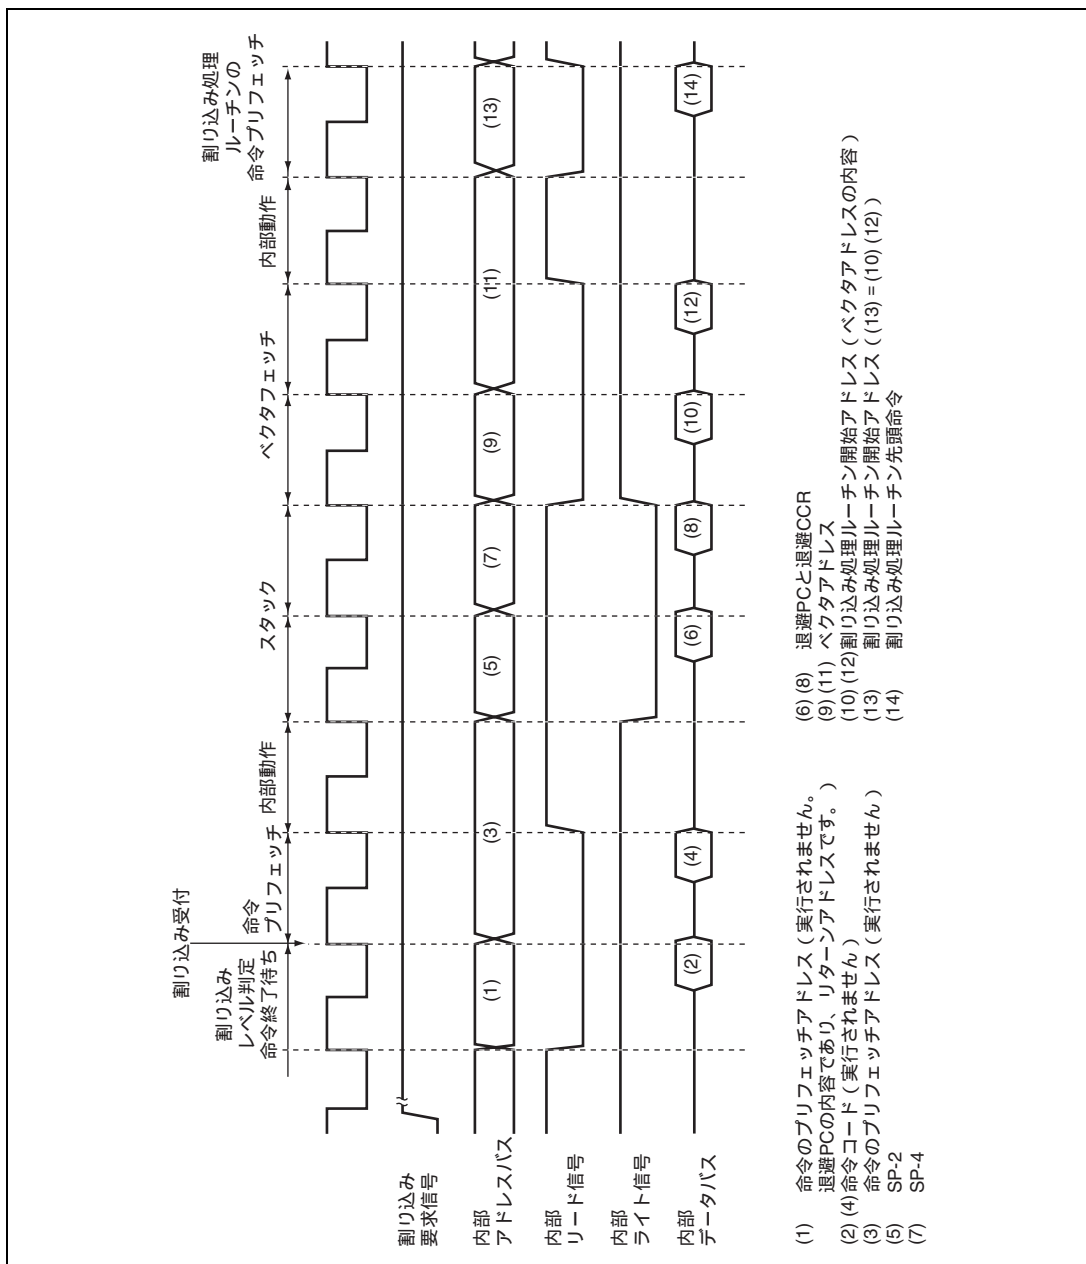 割り込み受付
割り込み
レベル判定
命令終了待ち
命令
プリフェッチ
内部動作
スタック
ベクタフェッチ
内部動作
割り込み処理
ルーチンの
命令プリフェッチ
割り込み
要求信号
内部
アドレスバス
(1)
(3)
(5)
(7)
(9)
(11)
(13)
内部
リード信号
内部
ライト信号
内部
データバス
(2)
(4)
(6)
(8)
(10)
(12)
(14)
(1) 命令のプリフェッチアドレス（実行されません。
退避PCの内容であり、リターンアドレスです。）
(2) (4) 命令コード（実行されません）
(3) 命令のプリフェッチアドレス（実行されません）
(5) SP-2
(7) SP-4
(6) (8) 退避PCと退避CCR
(9) (11) ベクタアドレス
(10) (12) 割り込み処理ルーチン開始アドレス（ベクタアドレスの内容）
(13) 割り込み処理ルーチン開始アドレス（(13) = (10) (12)）
(14) 割り込み処理ルーチン先頭命令